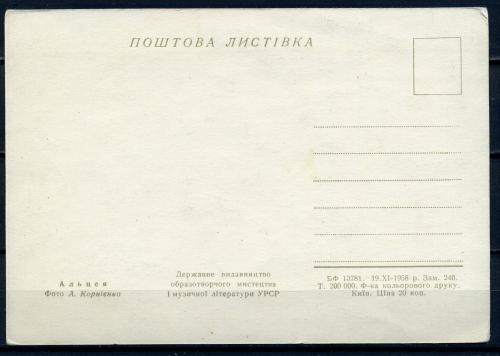 ПОШТОВА ЛИСТІВКА
Альцея
Фото А. Корнієнко
Державне видавництво
образотворчого мистецтва
і музичної літератури УРСР
БФ 13781. 19.XI-1958 р. Зам. 240.
Т. 200 000. Ф-ка кольорового друку.
Київ. Ціна 20 коп.